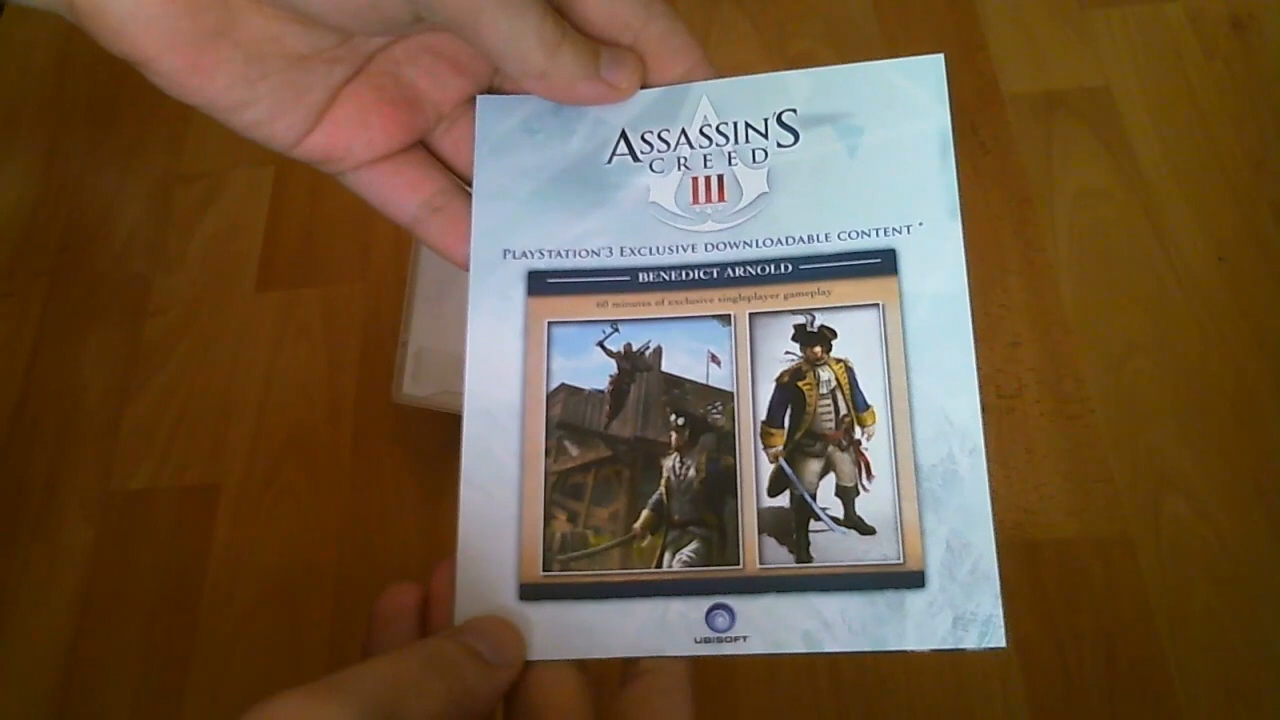 ASSASSIN'S
CREED
III
PLAYSTATION®3 EXCLUSIVE DOWNLOADABLE CONTENT *
BENEDICT ARNOLD
60 minutes of exclusive singleplayer gameplay
UBISOFT